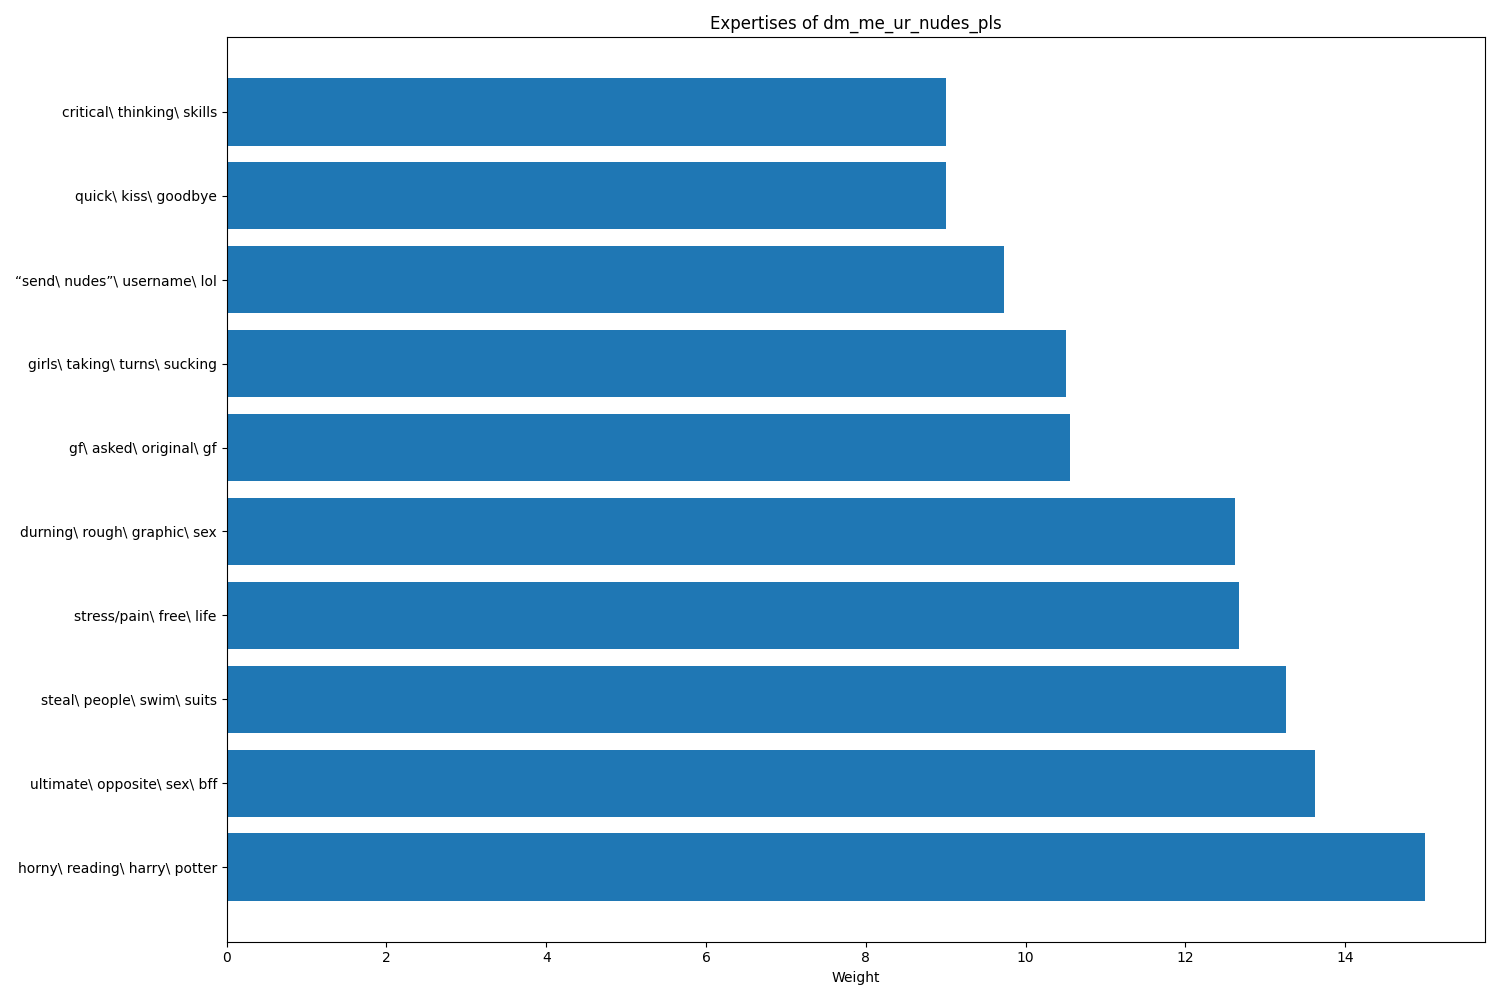 Expertises of dm_me_ur_nudes_pls
critical\ thinking\ skills
quick\ kiss\ goodbye
“send\ nudes”\ username\ lol
girls\ taking\ turns\ sucking
gf\ asked\ original\ gf
durning\ rough\ graphic\ sex
stress/pain\ free\ life
steal\ people\ swim\ suits
ultimate\ opposite\ sex\ bff
horny\ reading\ harry\ potter
0 2 4 6 8 10 12 14
Weight